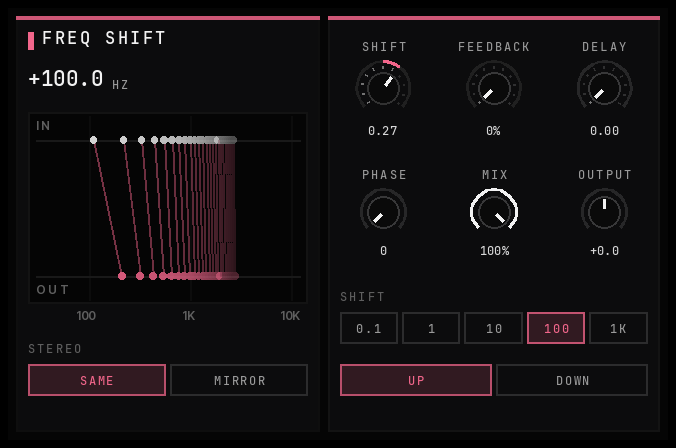 FREQ SHIFT
+100.0 HZ
IN
OUT
100 1K 10K
STEREO
SAME MIRROR
SHIFT FEEDBACK DELAY
0.27 0% 0.00
PHASE MIX OUTPUT
0 100% +0.0
SHIFT
0.1 1 10 100 1K
UP DOWN